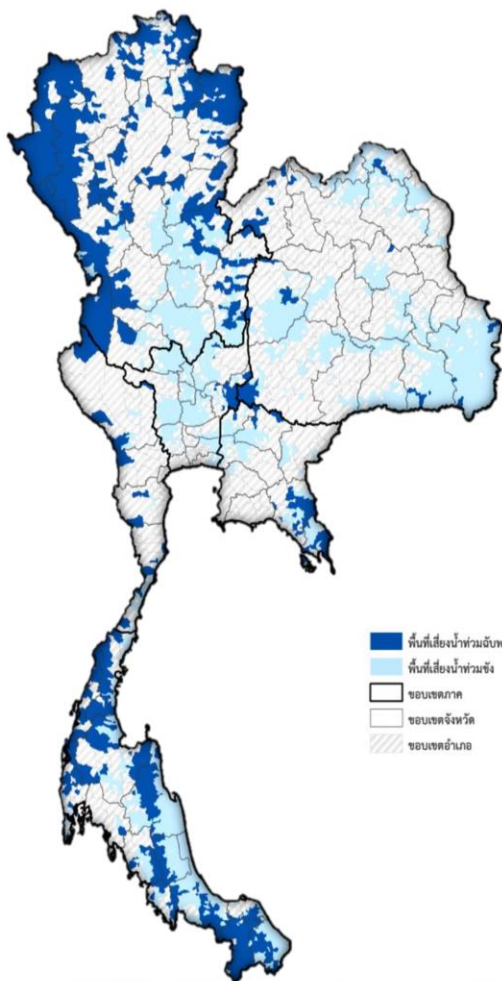 พื้นที่เสี่ยงน้ำท่วมฉับพ
พื้นที่เสี่ยงน้ำท่วมขัง
ขอบเขตภาค
ขอบเขตจังหวัด
ขอบเขตอำเภอ